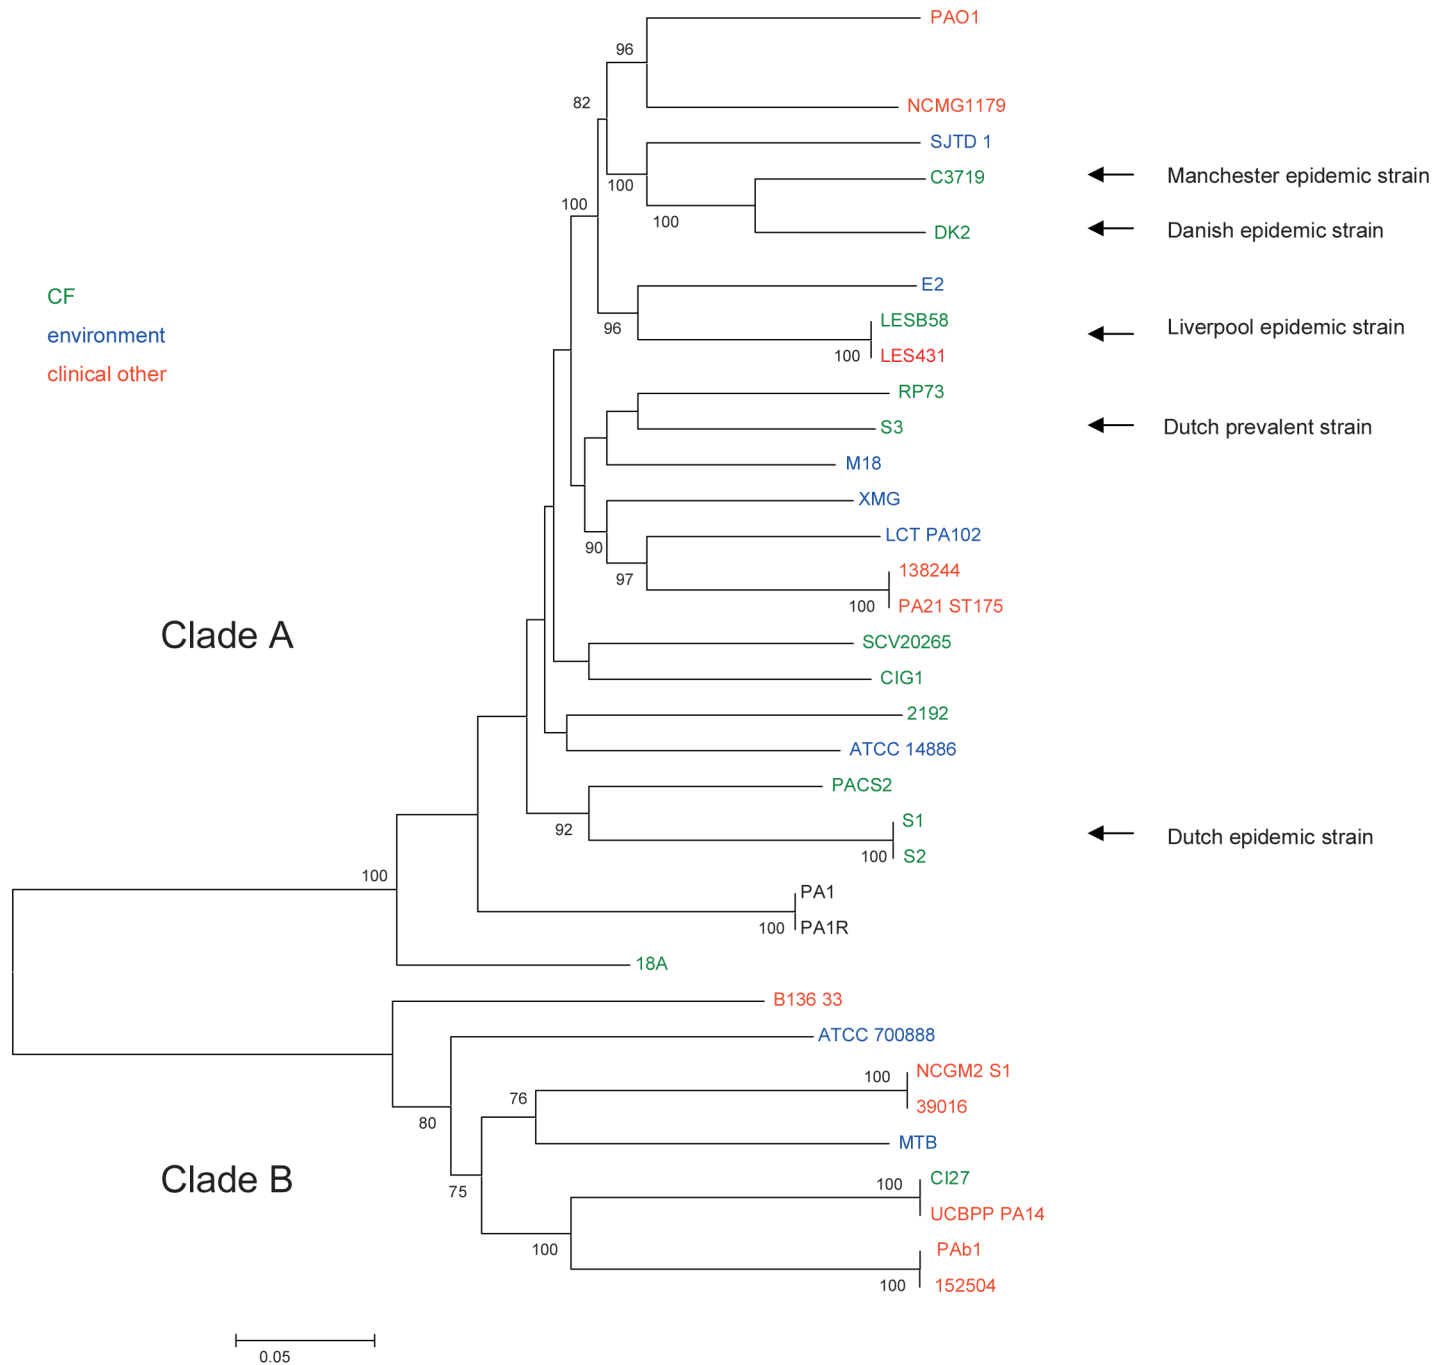 PAO1
96
NCMG1179
82
SJTD 1
C3719
Manchester epidemic strain
100
100
100
DK2
Danish epidemic strain
E2
CF
LESB58
96
Liverpool epidemic strain
environment
100
LES431
clinical other
RP73
S3
Dutch prevalent strain
M18
XMG
LCT PA102
90
138244
97
100
PA21 ST175
Clade A
SCV20265
CIG1
2192
ATCC 14886
PACS2
S1
92
Dutch epidemic strain
100
S2
100
PA1
100
PA1R
18A
B136 33
ATCC 700888
NCGM2 S1
100
76
39016
80
MTB
Clade B
CI27
100
75
UCBPP PA14
100
PAb1
100
152504
0.05